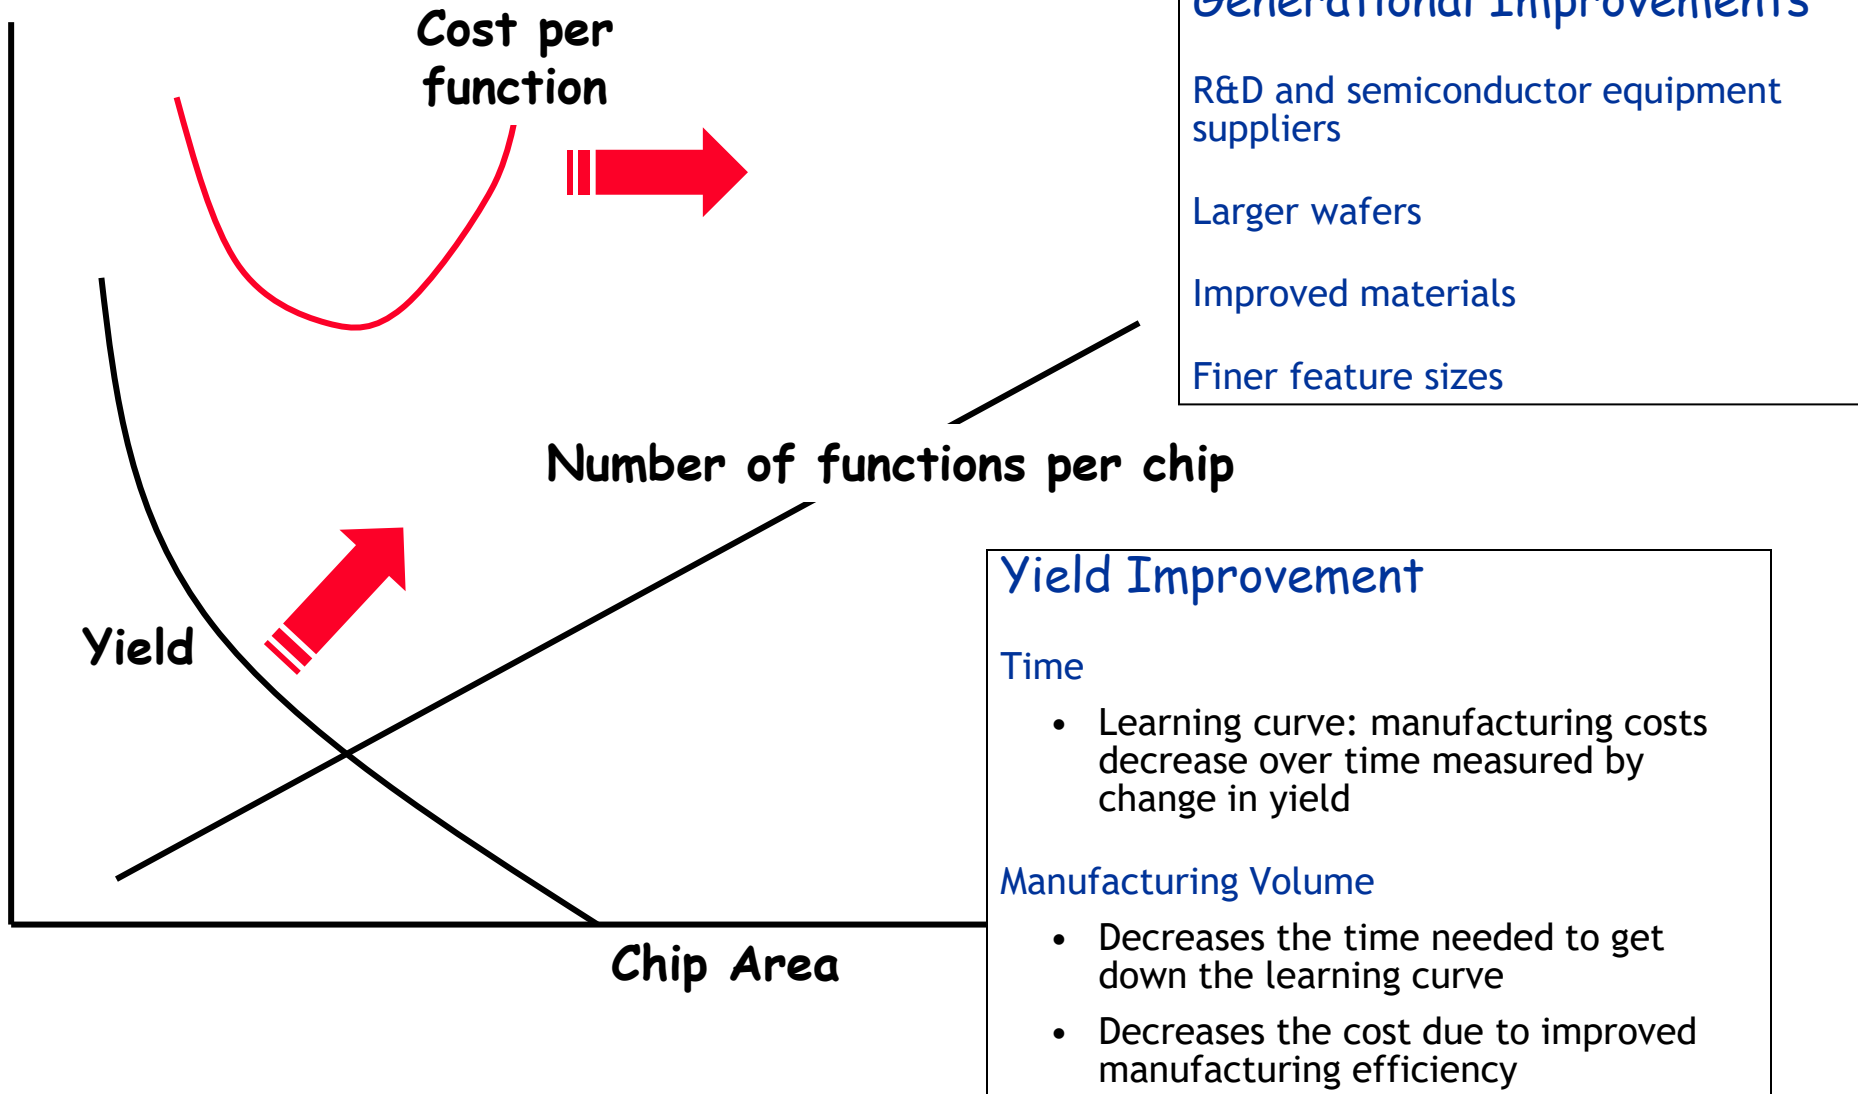 Cost per
function
Generational Improvements
R&D and semiconductor equipment
suppliers
Larger wafers
Improved materials
Finer feature sizes
Number of functions per chip
Yield
Yield Improvement
Time
• Learning curve: manufacturing costs
decrease over time measured by
change in yield
Manufacturing Volume
• Decreases the time needed to get
down the learning curve
• Decreases the cost due to improved
manufacturing efficiency
Chip Area